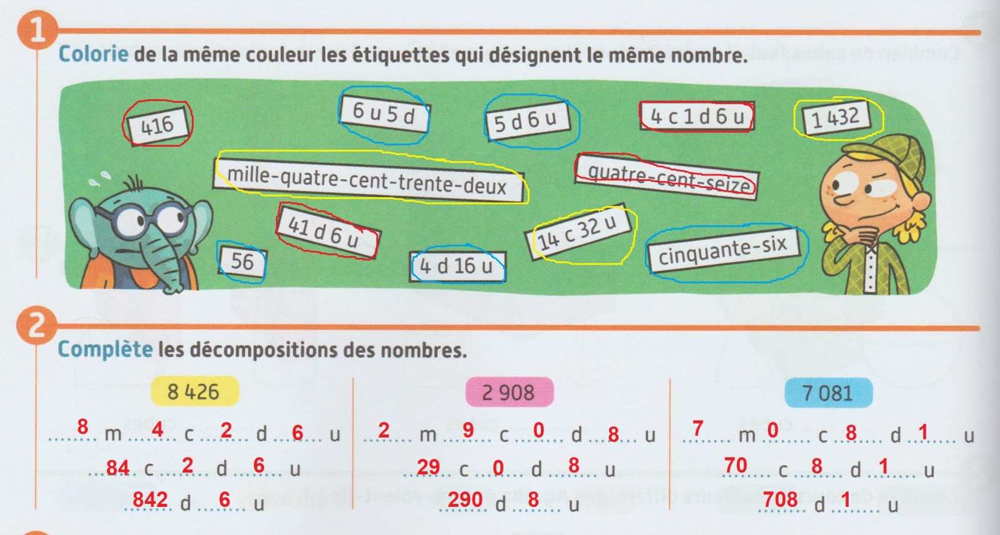 1
Colorie de la même couleur les étiquettes qui désignent le même nombre.
416
6 u 5 d
5 d 6 u
4 c 1 d 6 u
1 432
mille-quatre-cent-trente-deux
quatre-cent-seize
41 d 6 u
14 c 32 u
56
4 d 16 u
cinquante-six
2
Complète les décompositions des nombres.
8 426
2 908
7 081
8 m 4 c 2 d 6 u
2 m 9 c 0 d 8 u
7 m 0 c 8 d 1 u
84 c 2 d 6 u
29 c 0 d 8 u
70 c 8 d 1 u
842 d 6 u
290 d 8 u
708 d 1 u